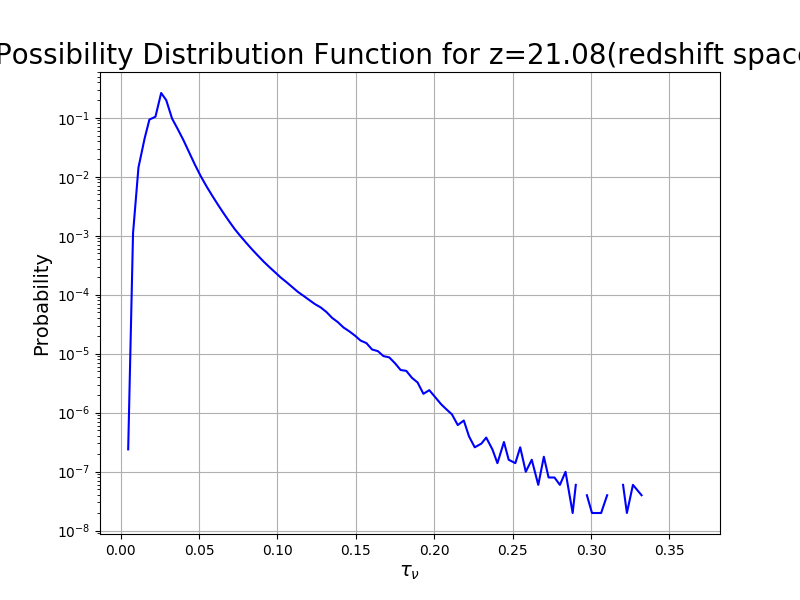 Possibility Distribution Function for z=21.08(redshift space
Probability
10⁻¹
10⁻²
10⁻³
10⁻⁴
10⁻⁵
10⁻⁶
10⁻⁷
10⁻⁸
0.00 0.05 0.10 0.15 0.20 0.25 0.30 0.35
τᵥ